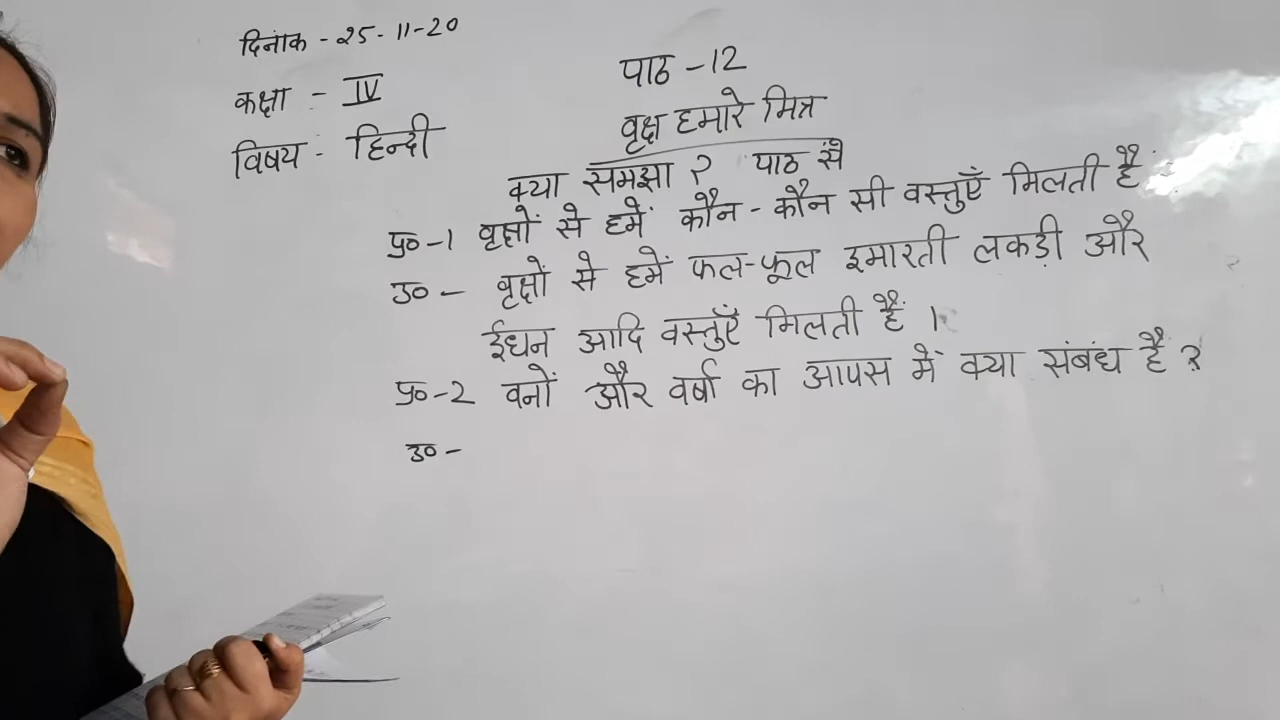 दिनांक - 25-11-20
कक्षा - IV
विषय - हिन्दी
पाठ -12
वृक्ष हमारे मित्र
क्या समझा ? पाठ से
प्र० -1 वृक्षों से हमें कौन - कौन सी वस्तुएँ मिलती हैं
उ० - वृक्षों से हमें फल-फूल इमारती लकड़ी और
ईंधन आदि वस्तुएँ मिलती हैं ।
प्र० -2 वनों और वर्षा का आपस में क्या संबंध है ?
उ० -